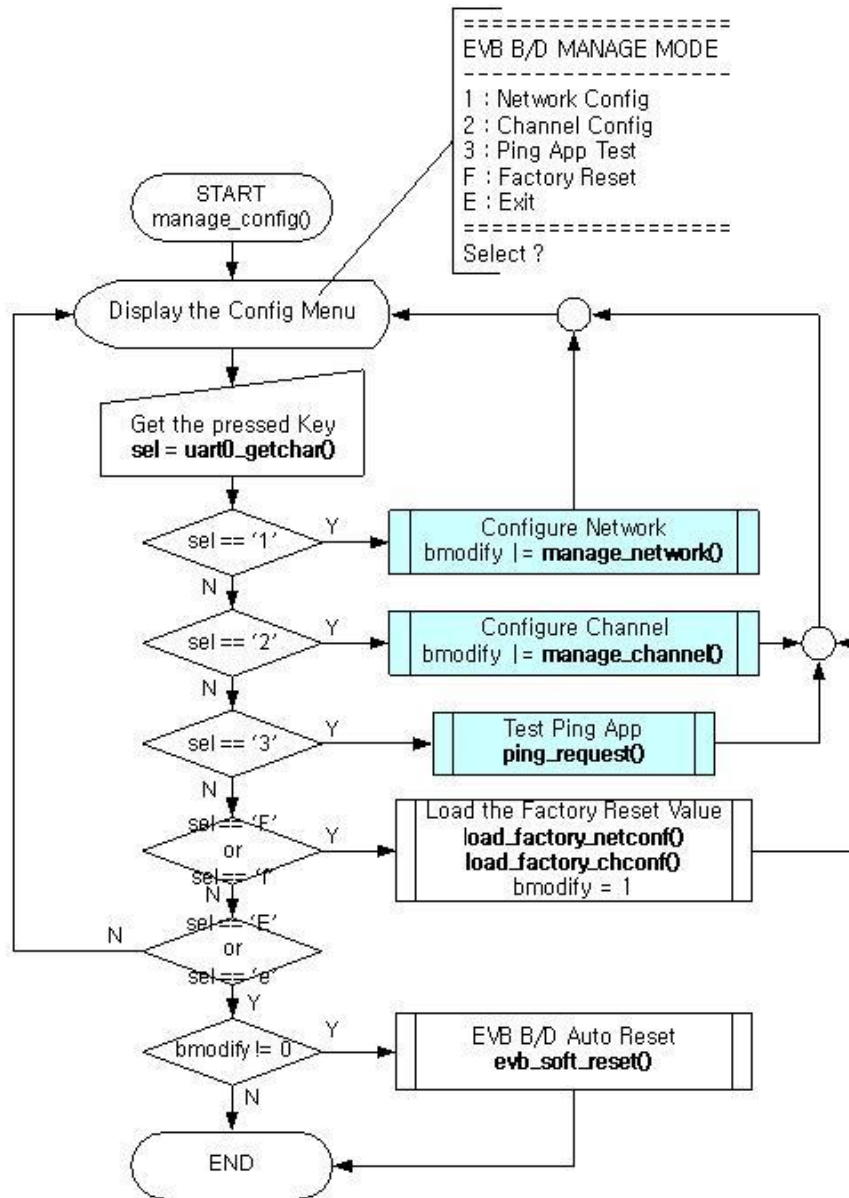 ==================
EVB B/D MANAGE MODE
------------------
1 : Network Config
2 : Channel Config
3 : Ping App Test
F : Factory Reset
E : Exit
==================
Select ?
START
manage_config()
Display the Config Menu
Get the pressed Key
sel = uart0_getchar()
sel == '1'
Y
N
Configure Network
bmodify |= manage_network()
sel == '2'
Y
N
Configure Channel
bmodify |= manage_channel()
sel == '3'
Y
N
Test Ping App
ping_request()
sel == 'F'
or
sel == 'f'
Y
N
Load the Factory Reset Value
load_factory_netconf()
load_factory_chconf()
bmodify = 1
sel == 'E'
or
sel == 'e'
N
Y
bmodify != 0
Y
N
EVB B/D Auto Reset
evb_soft_reset()
END